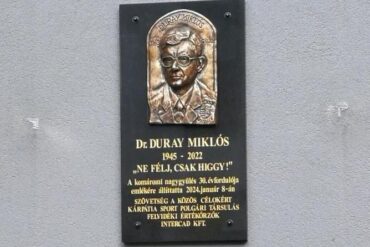 DURAY MIKLÓS
Dr. DURAY MIKLÓS
1945 - 2022
„NE FÉLJ, CSAK HIGGY!"
A komáromi nagygyűlés 30. évfordulója
emlékére állíttatta 2024. január 8-án
SZÖVETSÉG A KÖZÖS CÉLOKÉRT
KÁRPÁTIA SPORT POLGÁRI TÁRSULÁS
FELVIDÉKI ÉRTÉKŐRZŐK
INTERCAD KFT.